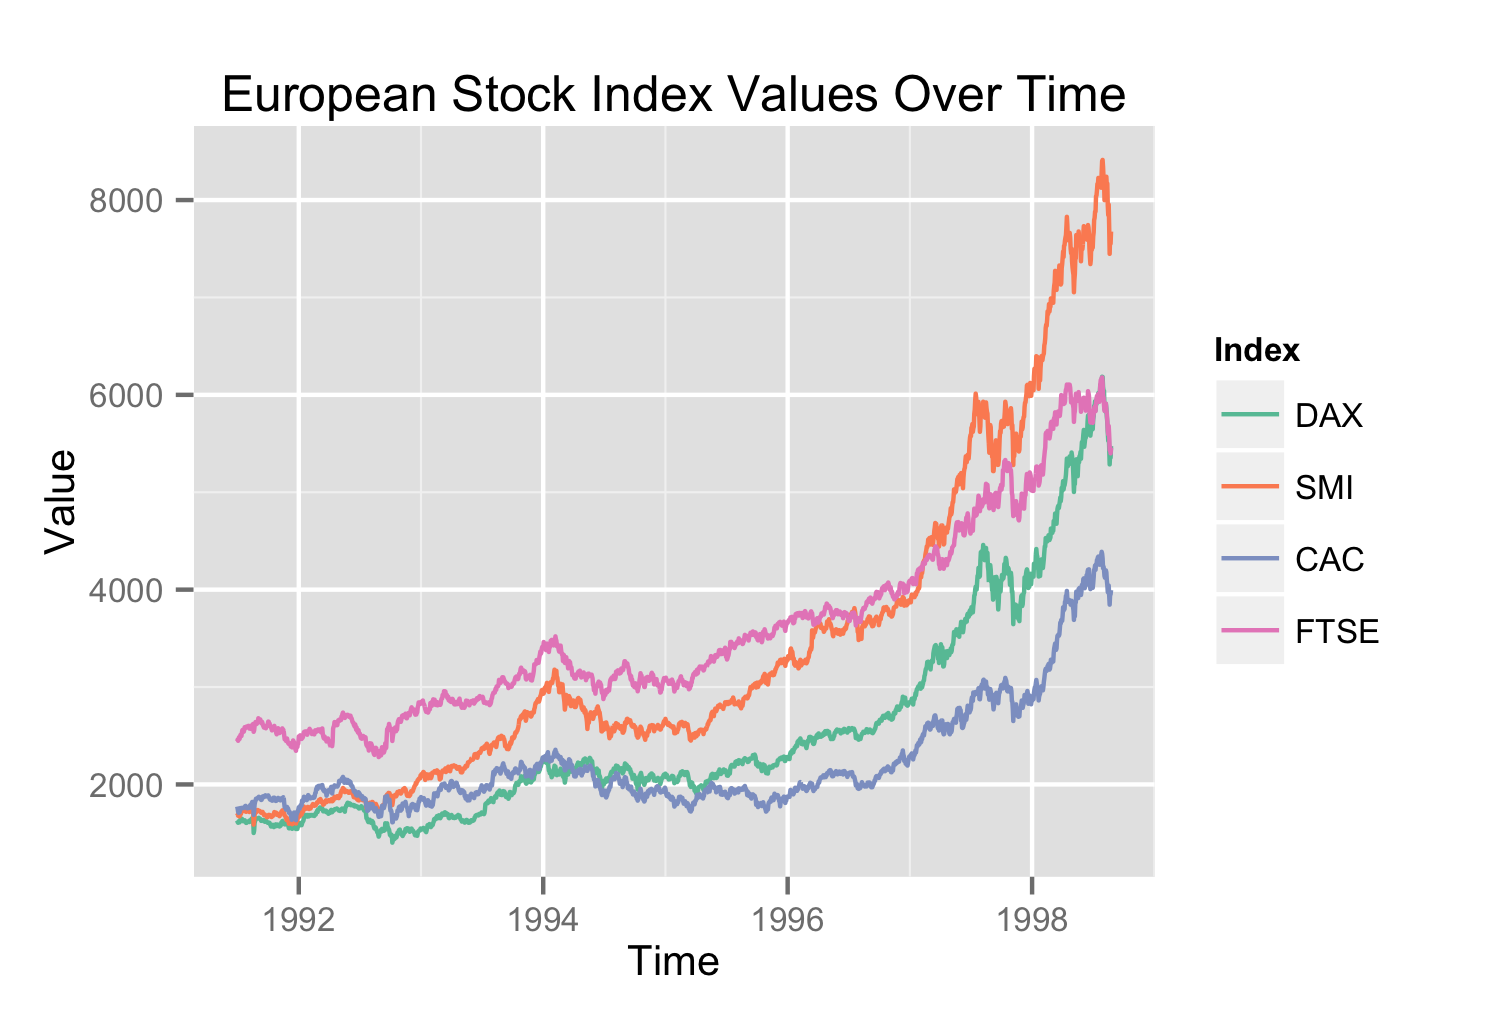 European Stock Index Values Over Time
8000
6000
4000
2000
Value
1992 1994 1996 1998
Time
Index
DAX
SMI
CAC
FTSE